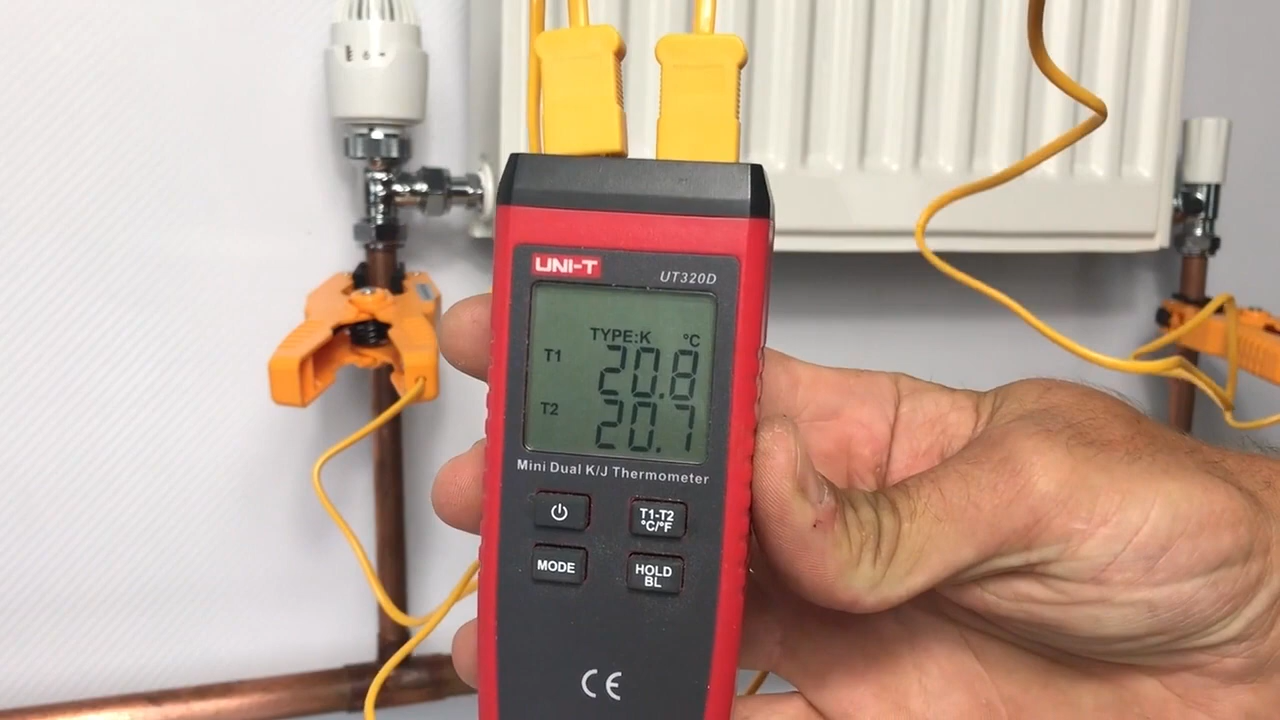 UNI-T
UT320D
TYPE:K °C
T1 20.8
T2 20.7
Mini Dual K/J Thermometer
T1-T2
°C/°F
MODE
HOLD
BL
CE